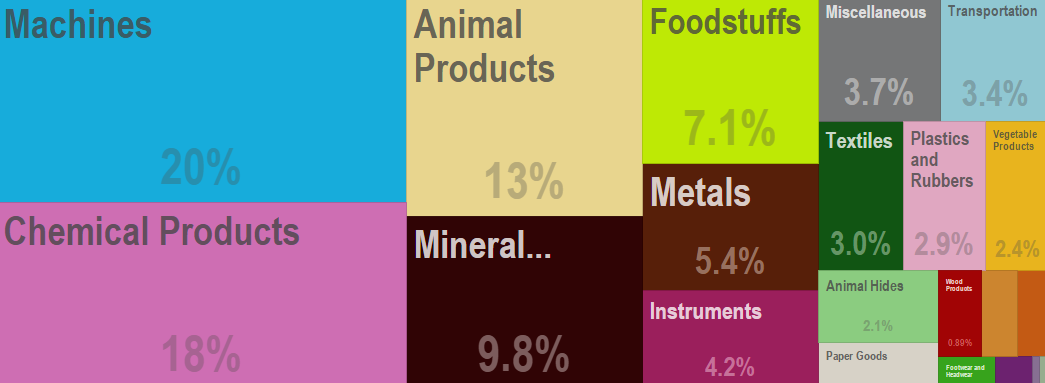 Machines
20%
Chemical Products
18%
Animal
Products
13%
Mineral...
9.8%
Foodstuffs
7.1%
Metals
5.4%
Instruments
4.2%
Miscellaneous
3.7%
Transportation
3.4%
Textiles
3.0%
Plastics
and
Rubbers
2.9%
Vegetable
Products
2.4%
Animal Hides
2.1%
Paper Goods
Wood
Products
0.89%
Footwear and
Headwear